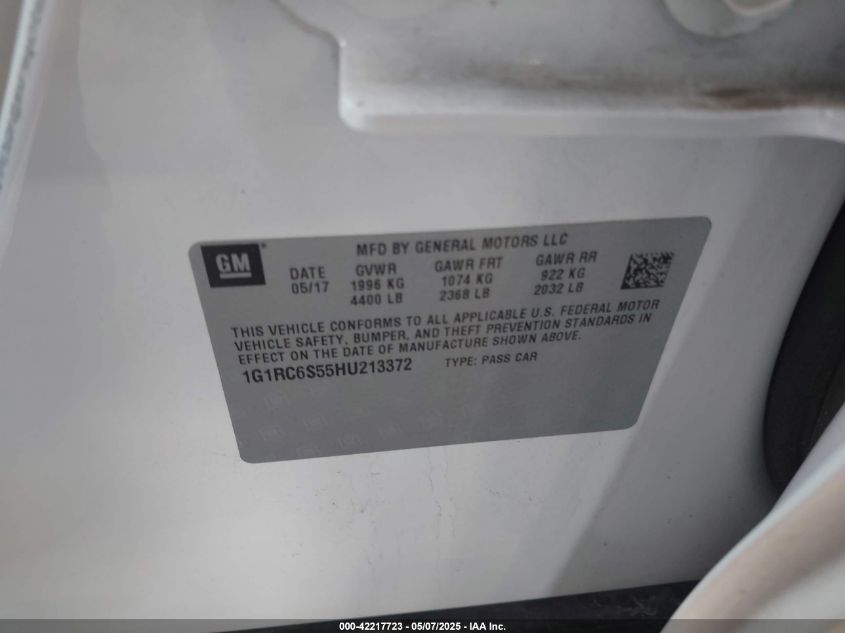 GM
MFD BY GENERAL MOTORS LLC
DATE GVWR GAWR FRT GAWR RR
05/17 1996 KG 1074 KG 922 KG
4400 LB 2368 LB 2032 LB
THIS VEHICLE CONFORMS TO ALL APPLICABLE U.S. FEDERAL MOTOR
VEHICLE SAFETY, BUMPER, AND THEFT PREVENTION STANDARDS IN
EFFECT ON THE DATE OF MANUFACTURE SHOWN ABOVE.
1G1RC6S55HU213372 TYPE: PASS CAR
000-42217723 - 05/07/2025 - IAA Inc.